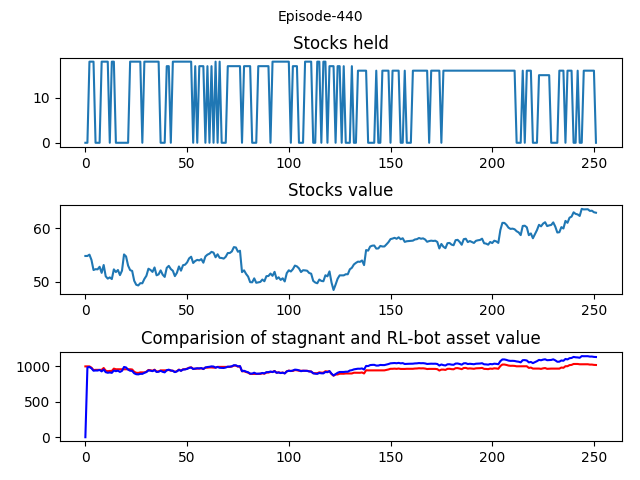 Episode-440
Stocks held
10
0
0 50 100 150 200 250
Stocks value
60
50
0 50 100 150 200 250
Comparision of stagnant and RL-bot asset value
1000
500
0
0 50 100 150 200 250